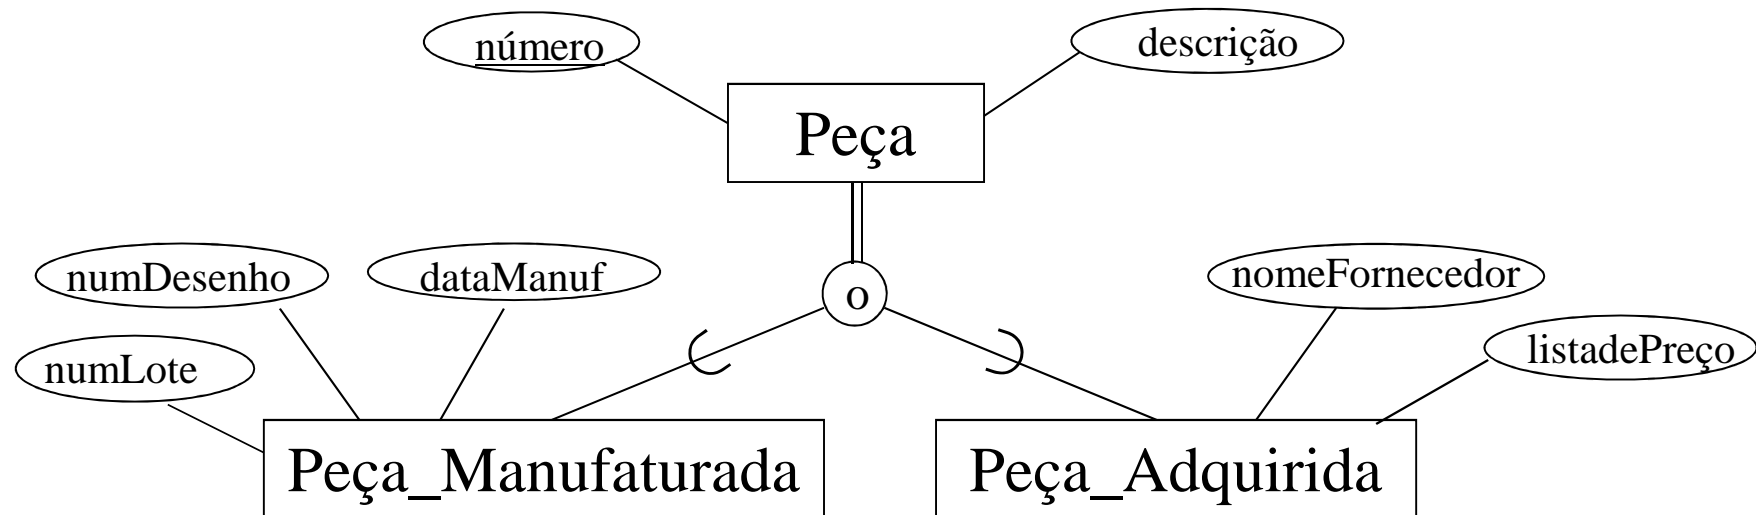 número
descrição
Peça
numDesenho
dataManuf
o
nomeFornecedor
numLote
listadePreço
Peça_Manufaturada
Peça_Adquirida